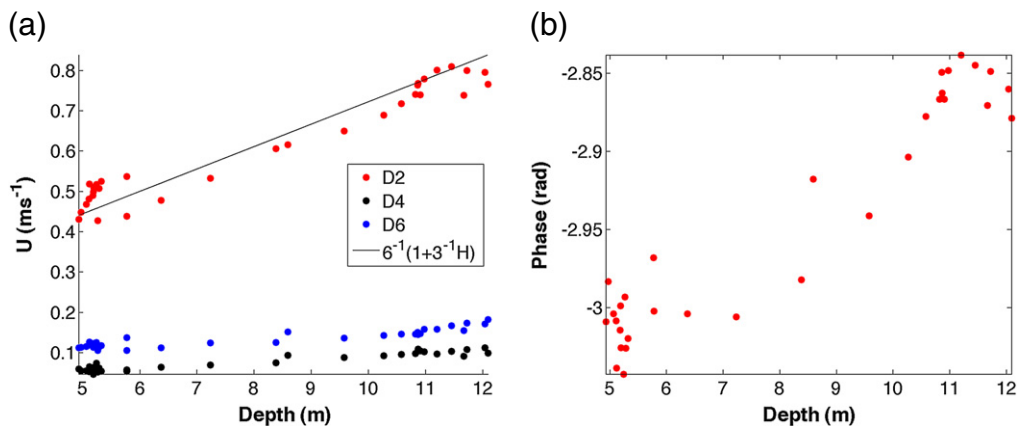 (a)
U (ms⁻¹)
0.8
0.7
0.6
0.5
0.4
0.3
0.2
0.1
D2
D4
D6
6⁻¹(1+3⁻¹H)
5 6 7 8 9 10 11 12
Depth (m)
(b)
Phase (rad)
-2.85
-2.9
-2.95
-3
5 6 7 8 9 10 11 12
Depth (m)